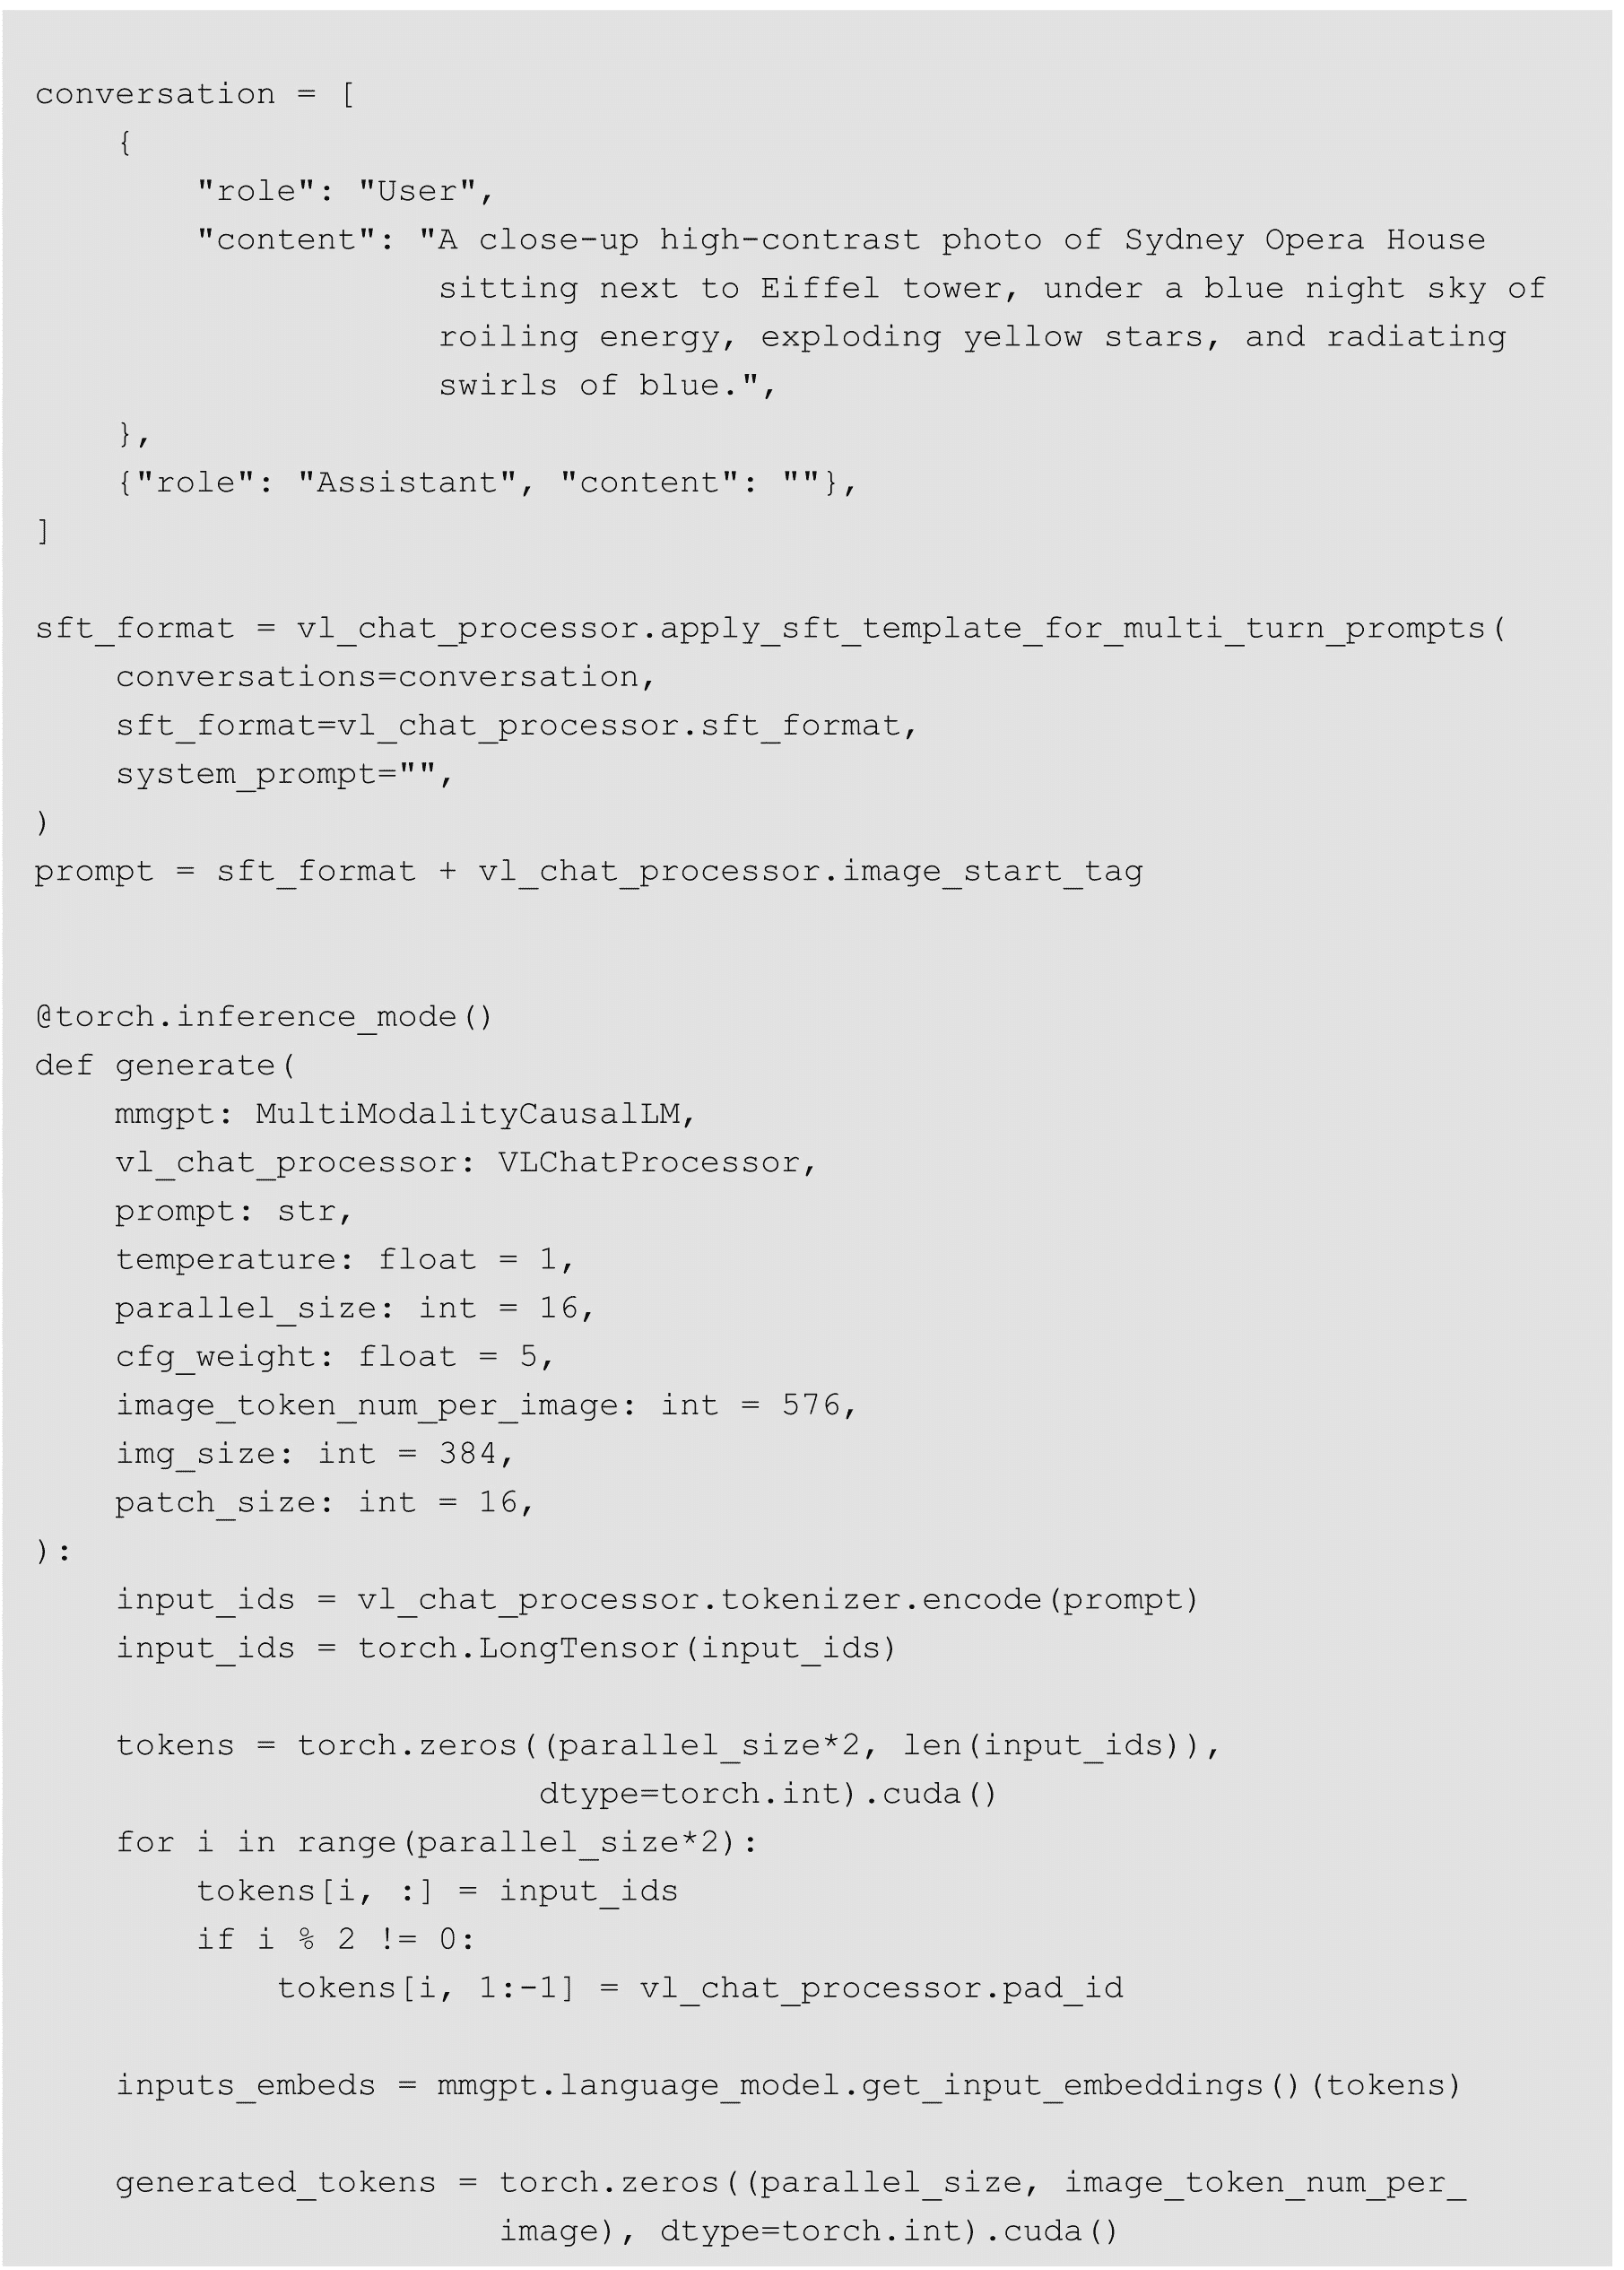 conversation = [
    {
        "role": "User",
        "content": "A close-up high-contrast photo of Sydney Opera House
                    sitting next to Eiffel tower, under a blue night sky of
                    roiling energy, exploding yellow stars, and radiating
                    swirls of blue.",
    },
    {"role": "Assistant", "content": ""},
]

sft_format = vl_chat_processor.apply_sft_template_for_multi_turn_prompts(
    conversations=conversation,
    sft_format=vl_chat_processor.sft_format,
    system_prompt="",
)
prompt = sft_format + vl_chat_processor.image_start_tag


@torch.inference_mode()
def generate(
    mmgpt: MultiModalityCausalLM,
    vl_chat_processor: VLChatProcessor,
    prompt: str,
    temperature: float = 1,
    parallel_size: int = 16,
    cfg_weight: float = 5,
    image_token_num_per_image: int = 576,
    img_size: int = 384,
    patch_size: int = 16,
):
    input_ids = vl_chat_processor.tokenizer.encode(prompt)
    input_ids = torch.LongTensor(input_ids)

    tokens = torch.zeros((parallel_size*2, len(input_ids)),
                         dtype=torch.int).cuda()
    for i in range(parallel_size*2):
        tokens[i, :] = input_ids
        if i % 2 != 0:
            tokens[i, 1:-1] = vl_chat_processor.pad_id

    inputs_embeds = mmgpt.language_model.get_input_embeddings()(tokens)

    generated_tokens = torch.zeros((parallel_size, image_token_num_per_
                       image), dtype=torch.int).cuda()